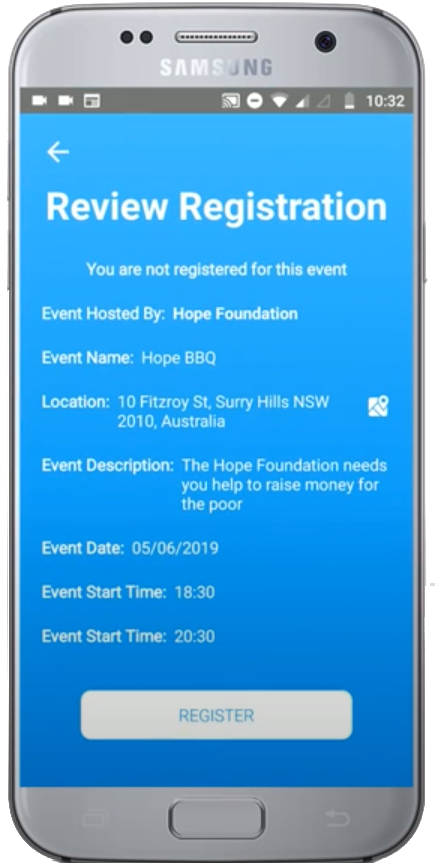 SAMSUNG
10:32
Review Registration
You are not registered for this event
Event Hosted By: Hope Foundation
Event Name: Hope BBQ
Location: 10 Fitzroy St, Surry Hills NSW
2010, Australia
Event Description: The Hope Foundation needs
you help to raise money for
the poor
Event Date: 05/06/2019
Event Start Time: 18:30
Event Start Time: 20:30
REGISTER